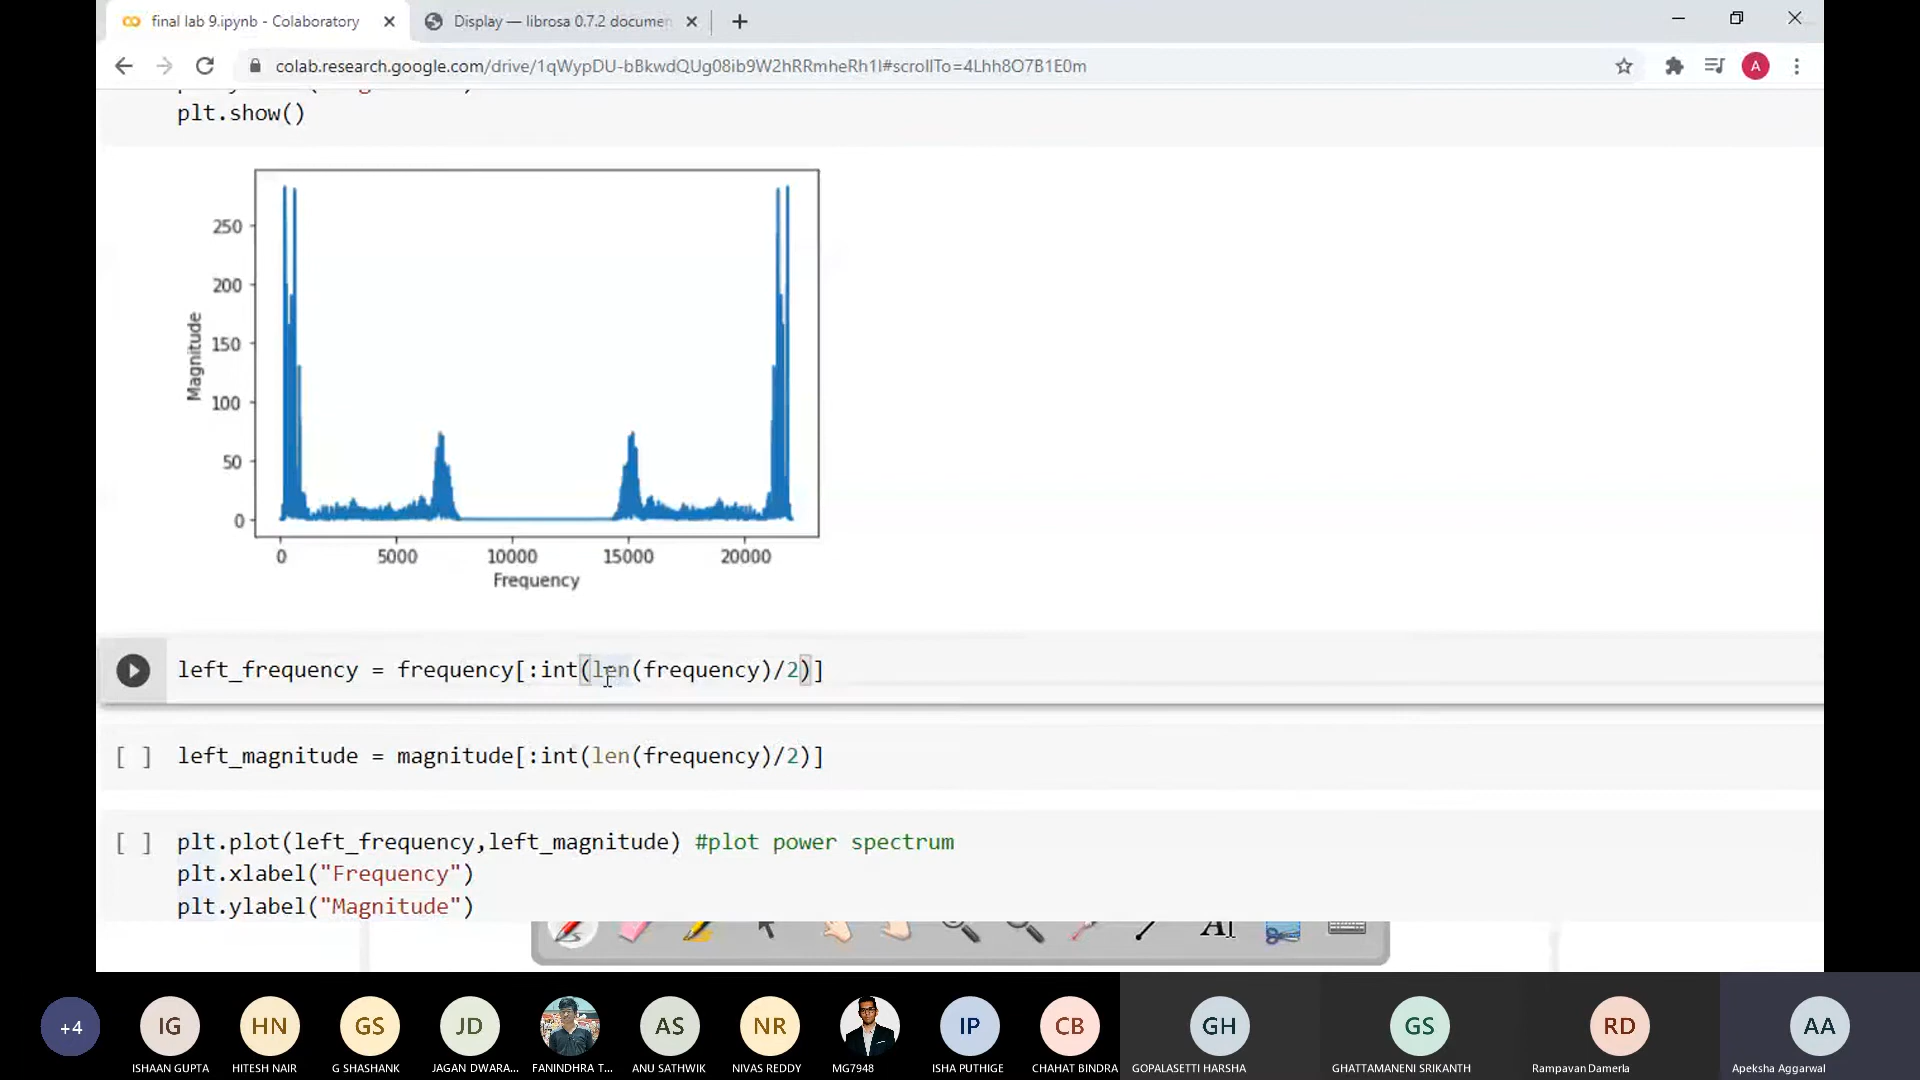 final lab 9.ipynb - Colaboratory
Display — librosa 0.7.2 documen
colab.research.google.com/drive/1qWypDU-bBkwdQUg08ib9W2hRRmheRh1I#scrollTo=4Lhh8O7B1E0m
A
plt.show()
250
200
150
100
50
0
Magnitude
0 5000 10000 15000 20000
Frequency
left_frequency = frequency[:int(len(frequency)/2)]
[ ] left_magnitude = magnitude[:int(len(frequency)/2)]
[ ] plt.plot(left_frequency,left_magnitude) #plot power spectrum
plt.xlabel("Frequency")
plt.ylabel("Magnitude")
+4 IG HN GS JD AS NR IP CB GH GS RD AA
ISHAAN GUPTA HITESH NAIR G SHASHANK JAGAN DWARA... FANINDHRA T... ANU SATHWIK NIVAS REDDY MG7948 ISHA PUTHIGE CHAHAT BINDRA GOPALASETTI HARSHA GHATTAMANENI SRIKANTH Rampavan Damerla Apeksha Aggarwal